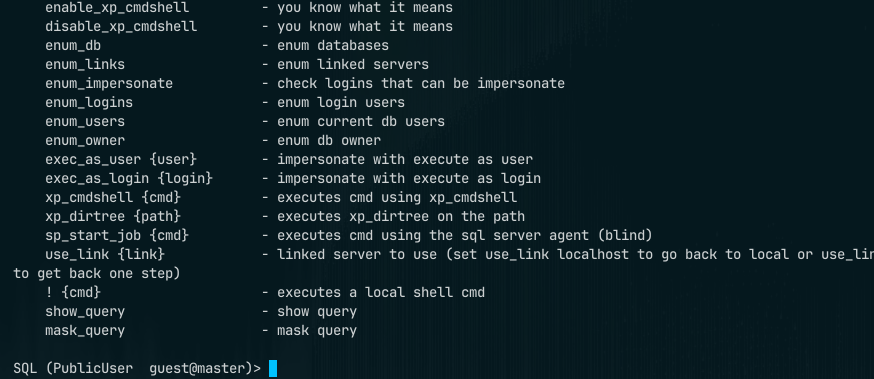 enable_xp_cmdshell - you know what it means
disable_xp_cmdshell - you know what it means
enum_db - enum databases
enum_links - enum linked servers
enum_impersonate - check logins that can be impersonate
enum_logins - enum login users
enum_users - enum current db users
enum_owner - enum db owner
exec_as_user {user} - impersonate with execute as user
exec_as_login {login} - impersonate with execute as login
xp_cmdshell {cmd} - executes cmd using xp_cmdshell
xp_dirtree {path} - executes xp_dirtree on the path
sp_start_job {cmd} - executes cmd using the sql server agent (blind)
use_link {link} - linked server to use (set use_link localhost to go back to local or use_lin
to get back one step)
! {cmd} - executes a local shell cmd
show_query - show query
mask_query - mask query
SQL (PublicUser guest@master)>